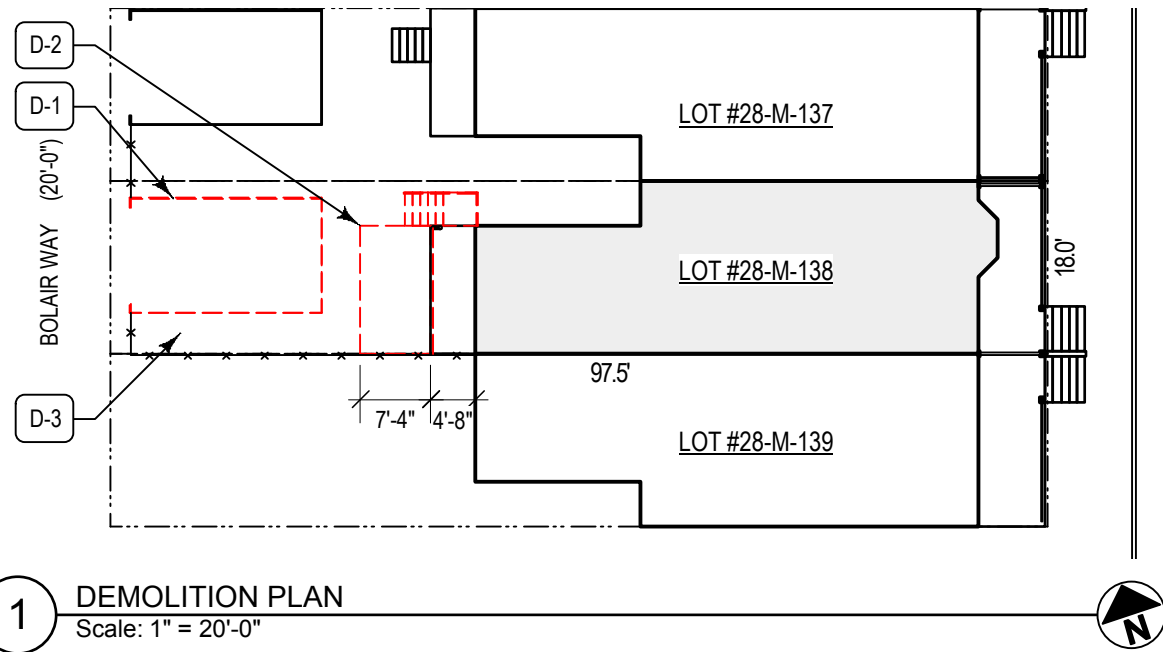 D-2
D-1
D-3
BOLAIR WAY (20'-0")
LOT #28-M-137
LOT #28-M-138
18.0'
97.5'
7'-4" 4'-8"
LOT #28-M-139
1
DEMOLITION PLAN
Scale: 1" = 20'-0"
N